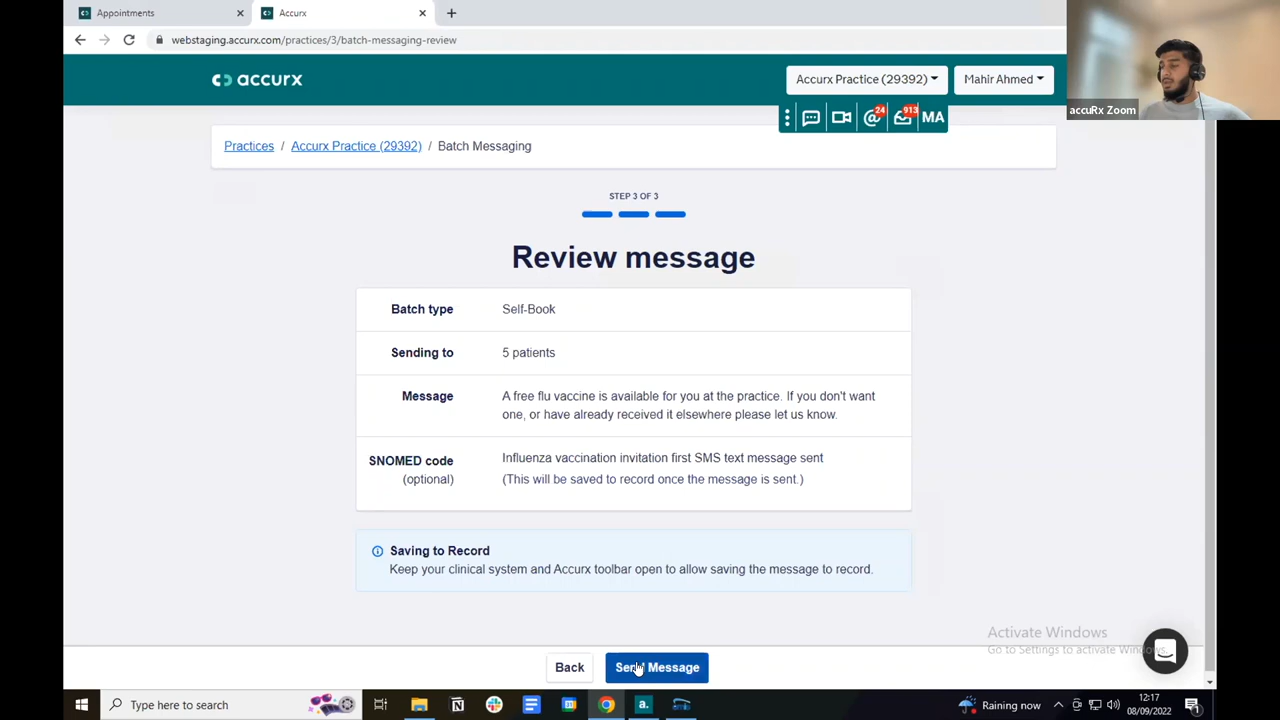 Appointments
Accurx
webstaging.accurx.com/practices/3/batch-messaging-review
accurx
Accurx Practice (29392)
Mahir Ahmed
accuRx Zoom
24
913
MA
Practices / Accurx Practice (29392) / Batch Messaging
STEP 3 OF 3
Review message
Batch type Self-Book
Sending to 5 patients
Message A free flu vaccine is available for you at the practice. If you don't want
one, or have already received it elsewhere please let us know.
SNOMED code Influenza vaccination invitation first SMS text message sent
(optional) (This will be saved to record once the message is sent.)
Saving to Record
Keep your clinical system and Accurx toolbar open to allow saving the message to record.
Activate Windows
Go to Settings to activate Windows.
Back
Send Message
Type here to search
a.
Raining now
12:17
08/09/2022
1